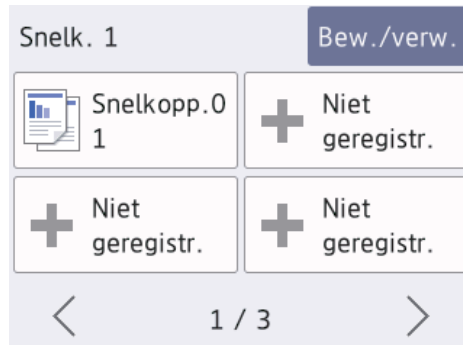 Snelk. 1
Bew./verw.
Snelkopp.0
1
Niet
geregistr.
Niet
geregistr.
Niet
geregistr.
1 / 3